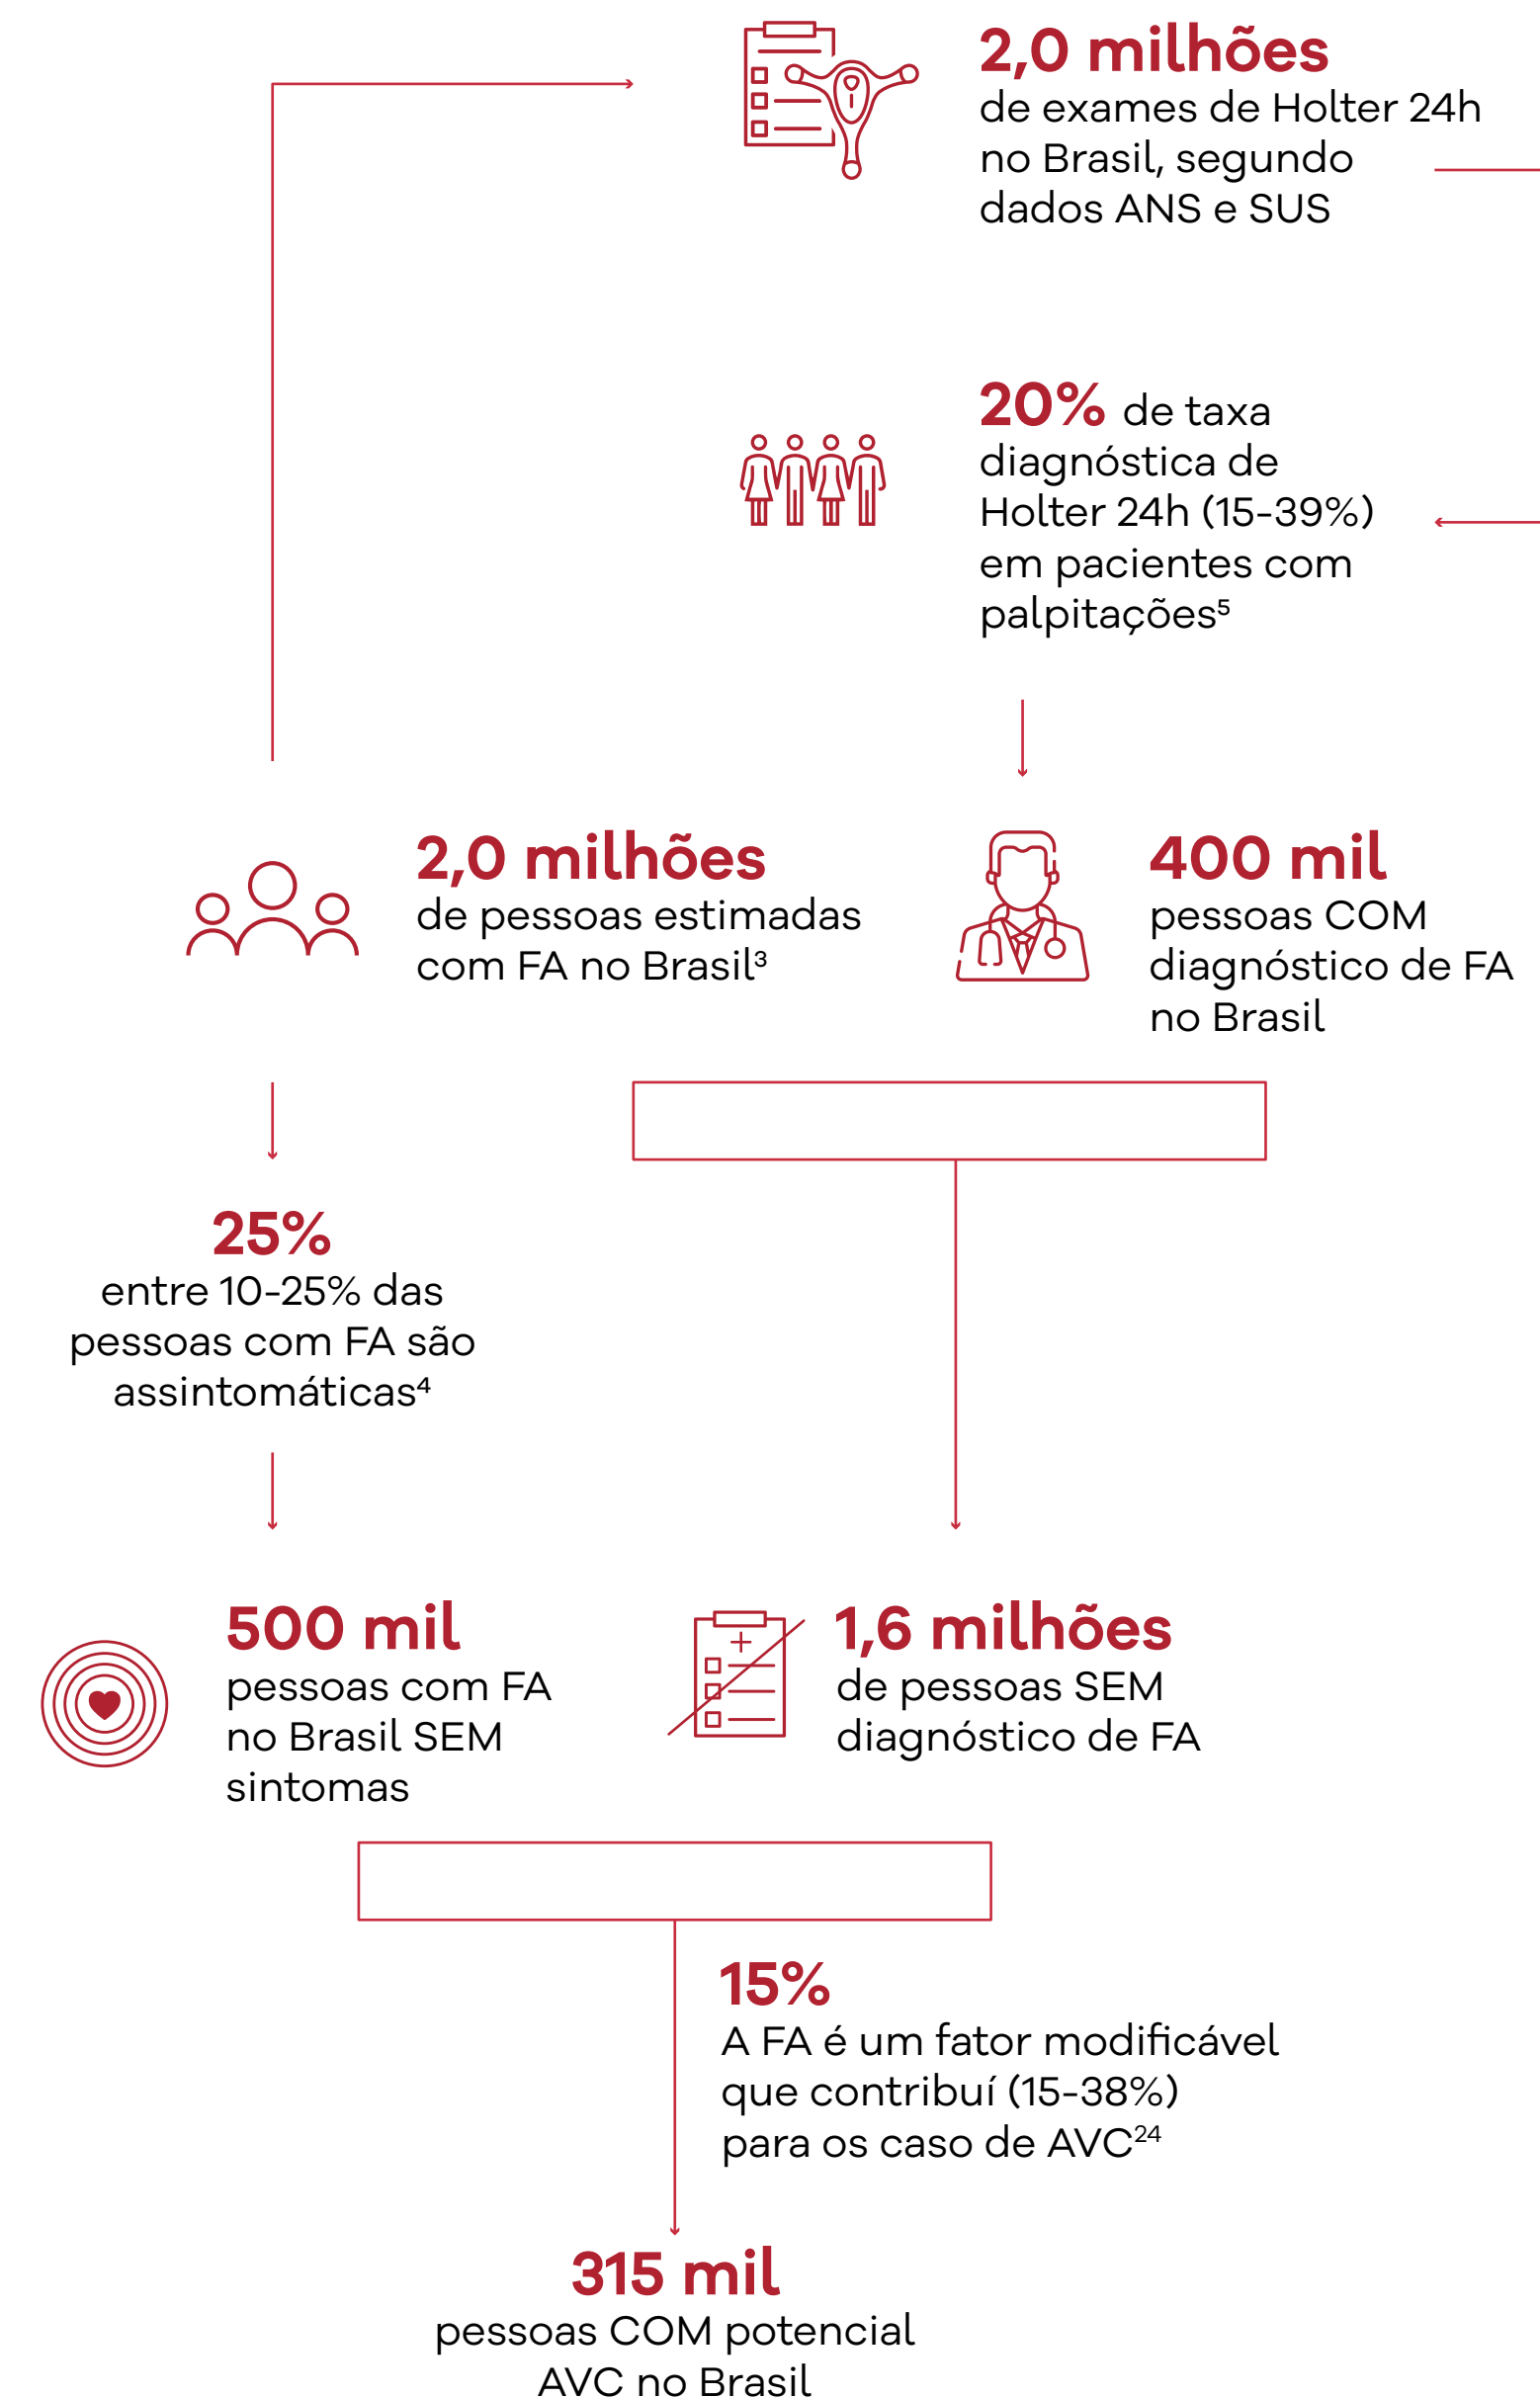 2,0 milhões
de exames de Holter 24h
no Brasil, segundo
dados ANS e SUS
20% de taxa
diagnóstica de
Holter 24h (15-39%)
em pacientes com
palpitações⁵
2,0 milhões
de pessoas estimadas
com FA no Brasil³
400 mil
pessoas COM
diagnóstico de FA
no Brasil
25%
entre 10-25% das
pessoas com FA são
assintomáticas⁴
500 mil
pessoas com FA
no Brasil SEM
sintomas
1,6 milhões
de pessoas SEM
diagnóstico de FA
15%
A FA é um fator modificável
que contribuí (15-38%)
para os caso de AVC²⁴
315 mil
pessoas COM potencial
AVC no Brasil